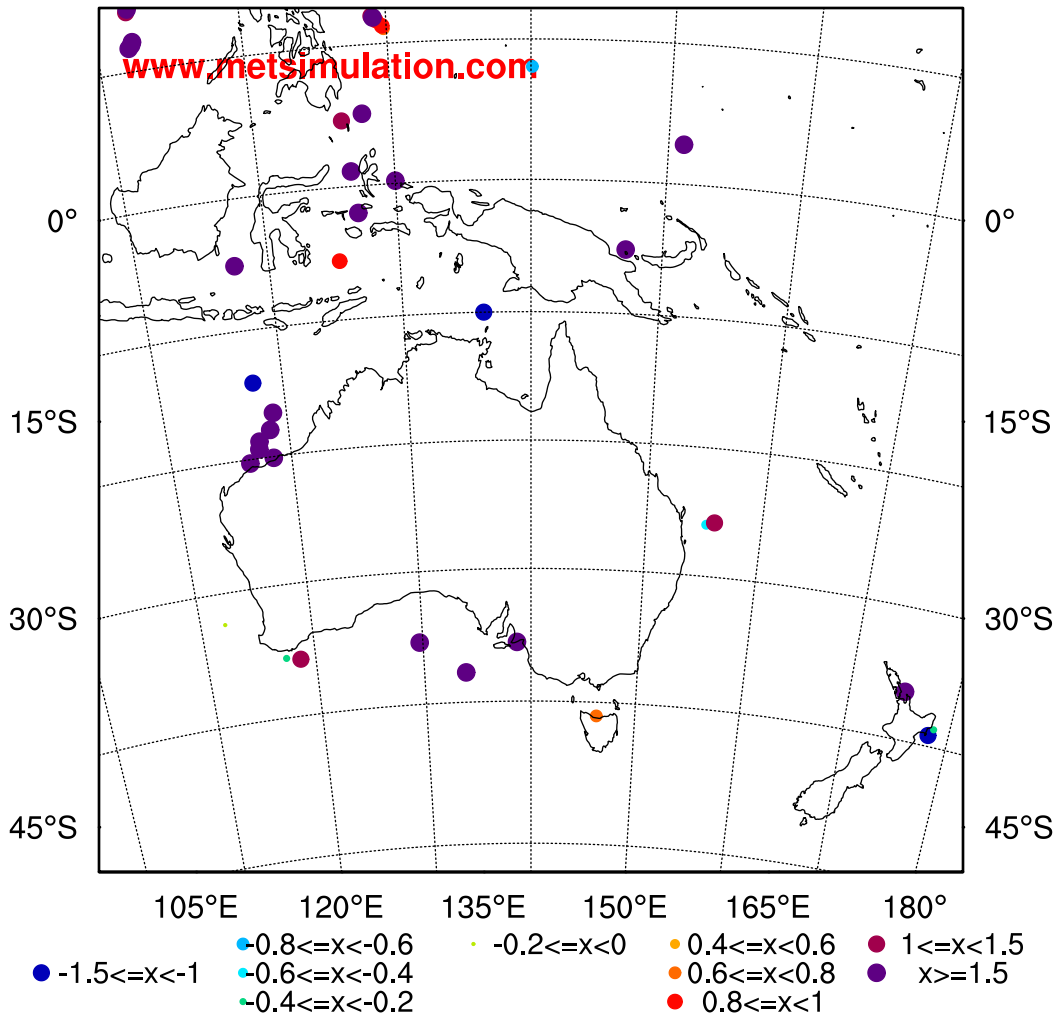 www.metsimulation.com
0° 0°
15°S 15°S
30°S 30°S
45°S 45°S
105°E 120°E 135°E 150°E 165°E 180°
-0.8<=x<-0.6 -0.2<=x<0 0.4<=x<0.6 1<=x<1.5
-1.5<=x<-1 -0.6<=x<-0.4 0.6<=x<0.8 x>=1.5
-0.4<=x<-0.2 0.8<=x<1